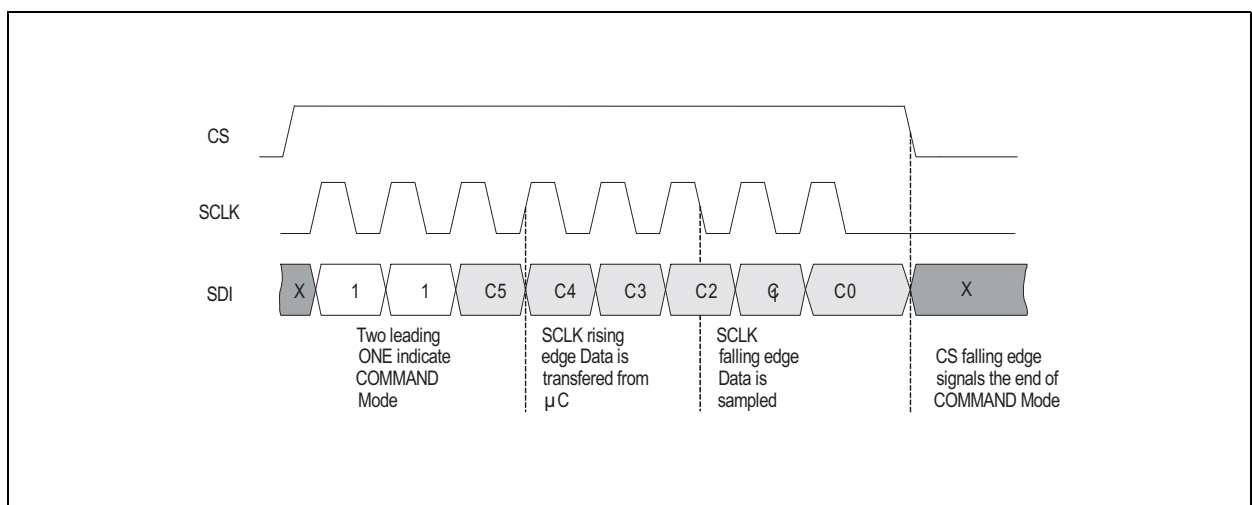 CS
SCLK
SDI
X 1 1 C5 C4 C3 C2 C1 C0 X
Two leading
ONE indicate
COMMAND
Mode
SCLK rising
edge Data is
transfered from
µC
SCLK
falling edge
Data is
sampled
CS falling edge
signals the end of
COMMAND Mode